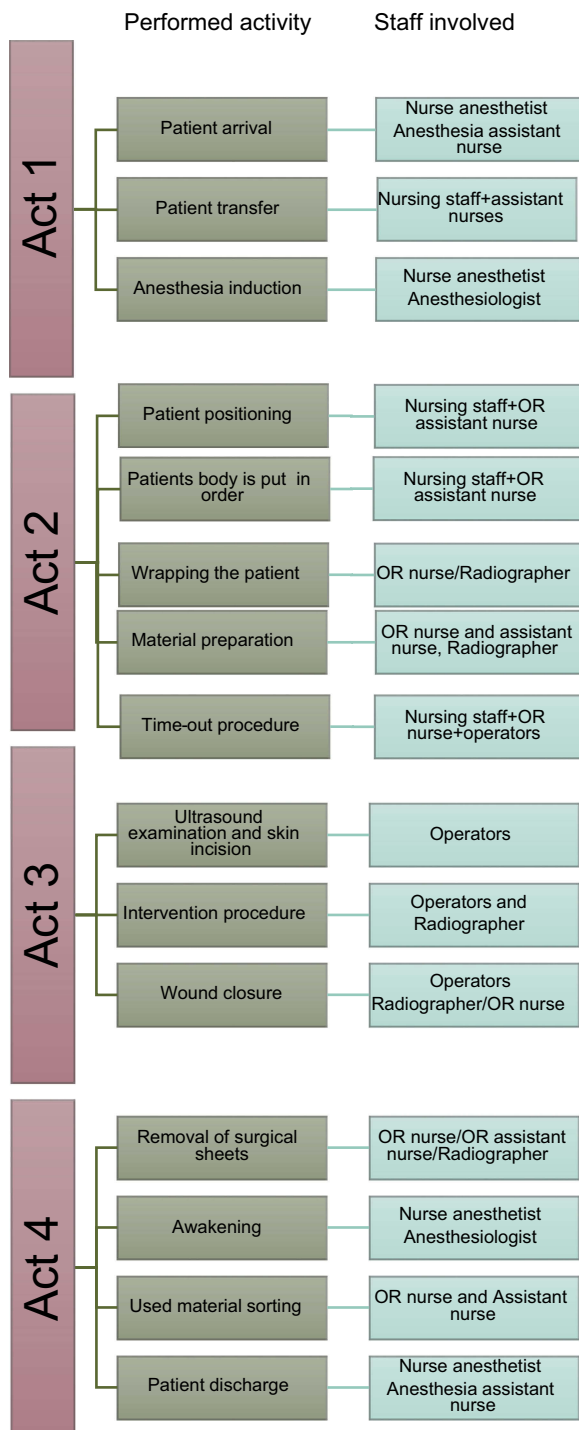 Performed activity
Staff involved
Act 1
Patient arrival
Nurse anesthetist
Anesthesia assistant
nurse
Patient transfer
Nursing staff+assistant
nurses
Anesthesia induction
Nurse anesthetist
Anesthesiologist
Act 2
Patient positioning
Nursing staff+OR
assistant nurse
Patients body is put in
order
Nursing staff+OR
assistant nurse
Wrapping the patient
OR nurse/Radiographer
Material preparation
OR nurse and assistant
nurse, Radiographer
Time-out procedure
Nursing staff+OR
nurse+operators
Act 3
Ultrasound
examination and skin
incision
Operators
Intervention procedure
Operators and
Radiographer
Wound closure
Operators
Radiographer/OR nurse
Act 4
Removal of surgical
sheets
OR nurse/OR assistant
nurse/Radiographer
Awakening
Nurse anesthetist
Anesthesiologist
Used material sorting
OR nurse and Assistant
nurse
Patient discharge
Nurse anesthetist
Anesthesia assistant
nurse